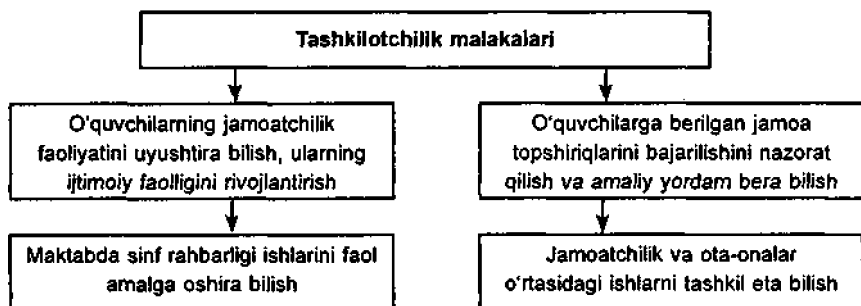 Tashkilotchilik malakalari
O'quvchilarning jamoatchilik
faoliyatini uyushtira bilish, ularning
ijtimoiy faolligini rivojlantirish
O'quvchilarga berilgan jamoa
topshiriqlarini bajarilishini nazorat
qilish va amaliy yordam bera bilish
Maktabda sinf rahbarligi ishlarini faol
amalga oshira bilish
Jamoatchilik va ota-onalar
o'rtasidagi ishlarni tashkil eta bilish